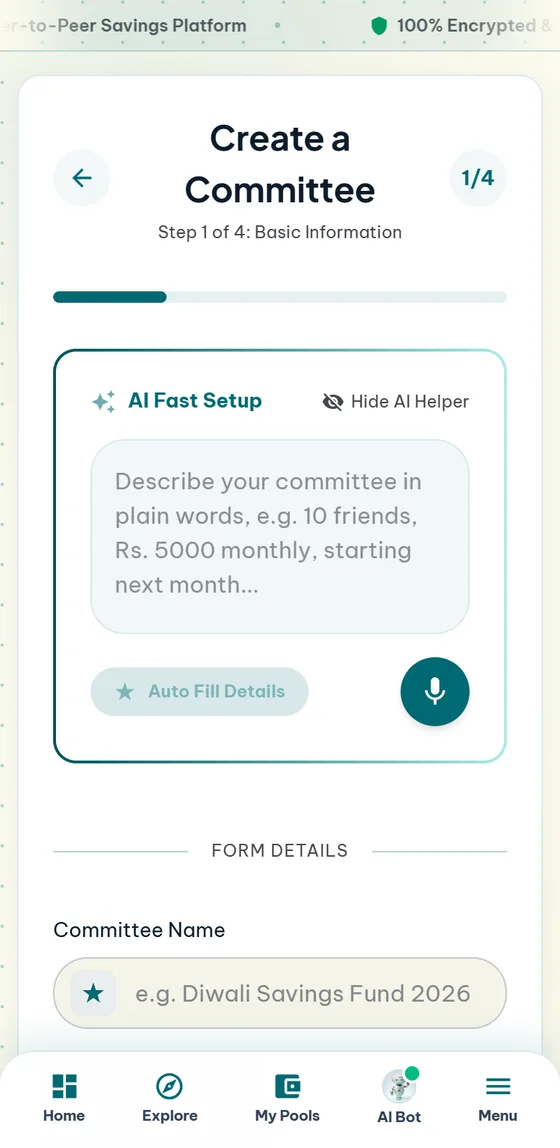 -to-Peer Savings Platform • 100% Encrypted &
Create a
Committee
1/4
Step 1 of 4: Basic Information
AI Fast Setup
Hide AI Helper
Describe your committee in
plain words, e.g. 10 friends,
Rs. 5000 monthly, starting
next month...
Auto Fill Details
FORM DETAILS
Committee Name
e.g. Diwali Savings Fund 2026
Home
Explore
My Pools
AI Bot
Menu